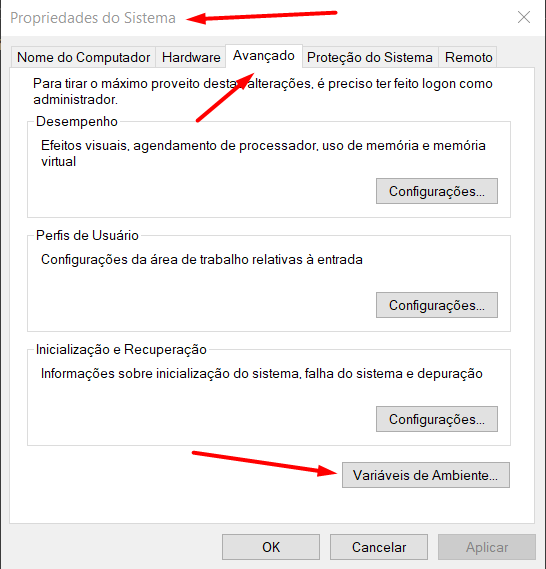 Propriedades do Sistema
Nome do Computador Hardware Avançado Proteção do Sistema Remoto
Para tirar o máximo proveito destas alterações, é preciso ter feito logon como
administrador.
Desempenho
Efeitos visuais, agendamento de processador, uso de memória e memória
virtual
Configurações...
Perfis de Usuário
Configurações da área de trabalho relativas à entrada
Configurações...
Inicialização e Recuperação
Informações sobre inicialização do sistema, falha do sistema e depuração
Configurações...
Variáveis de Ambiente...
OK Cancelar Aplicar